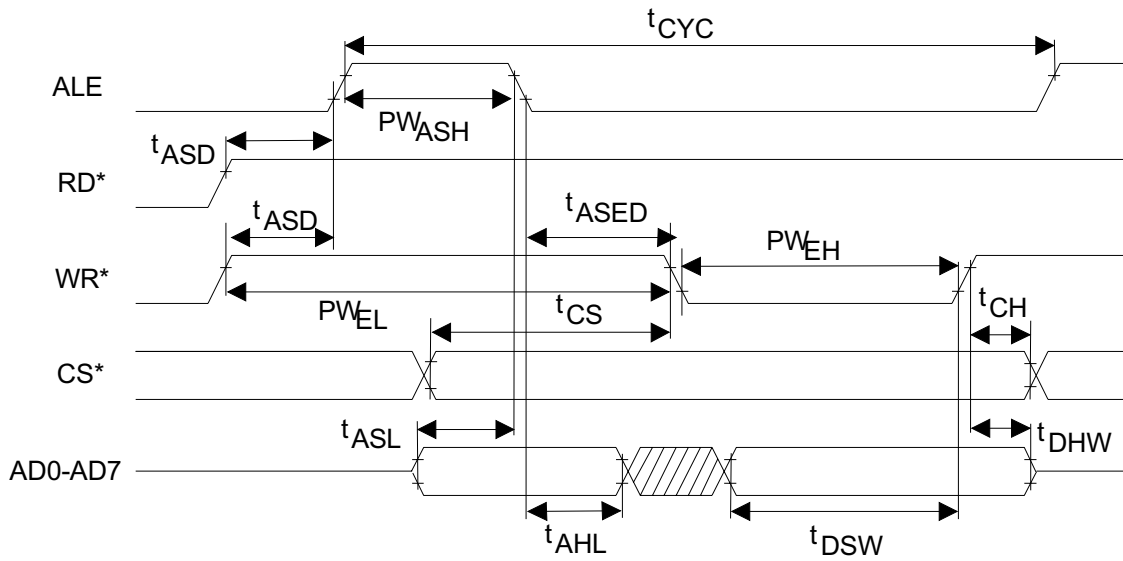 tCYC
ALE
PWASH
tASD
RD*
tASD
tASED
PWEH
WR*
PWEL
tCS
tCH
CS*
tASL
tDHW
AD0-AD7
tAHL
tDSW